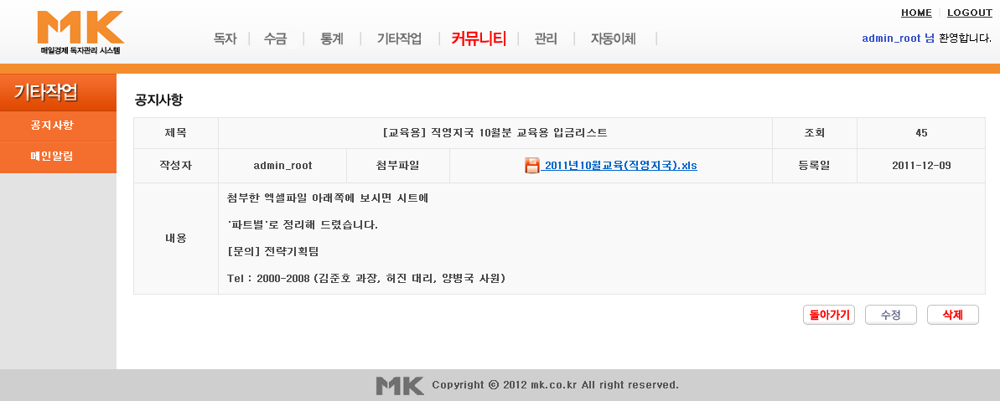 HOME | LOGOUT
MK
매일경제 독자관리 시스템
독자 | 수금 | 통계 | 기타작업 | 커뮤니티 | 관리 | 자동이체 |
admin_root 님 환영합니다.
기타작업
공지사항
메인알림
공지사항
제목 [교육용] 직영지국 10월분 교육용 입금리스트 조회 45
작성자 admin_root 첨부파일 2011년10월교육(직영지국).xls 등록일 2011-12-09
내용
첨부한 엑셀파일 아래쪽에 보시면 시트에
'파트별'로 정리해 드렸습니다.
[문의] 전략기획팀
Tel : 2000-2008 (김준호 과장, 허진 대리, 양병국 사원)
돌아가기 수정 삭제
MK Copyright ⓒ 2012 mk.co.kr All right reserved.